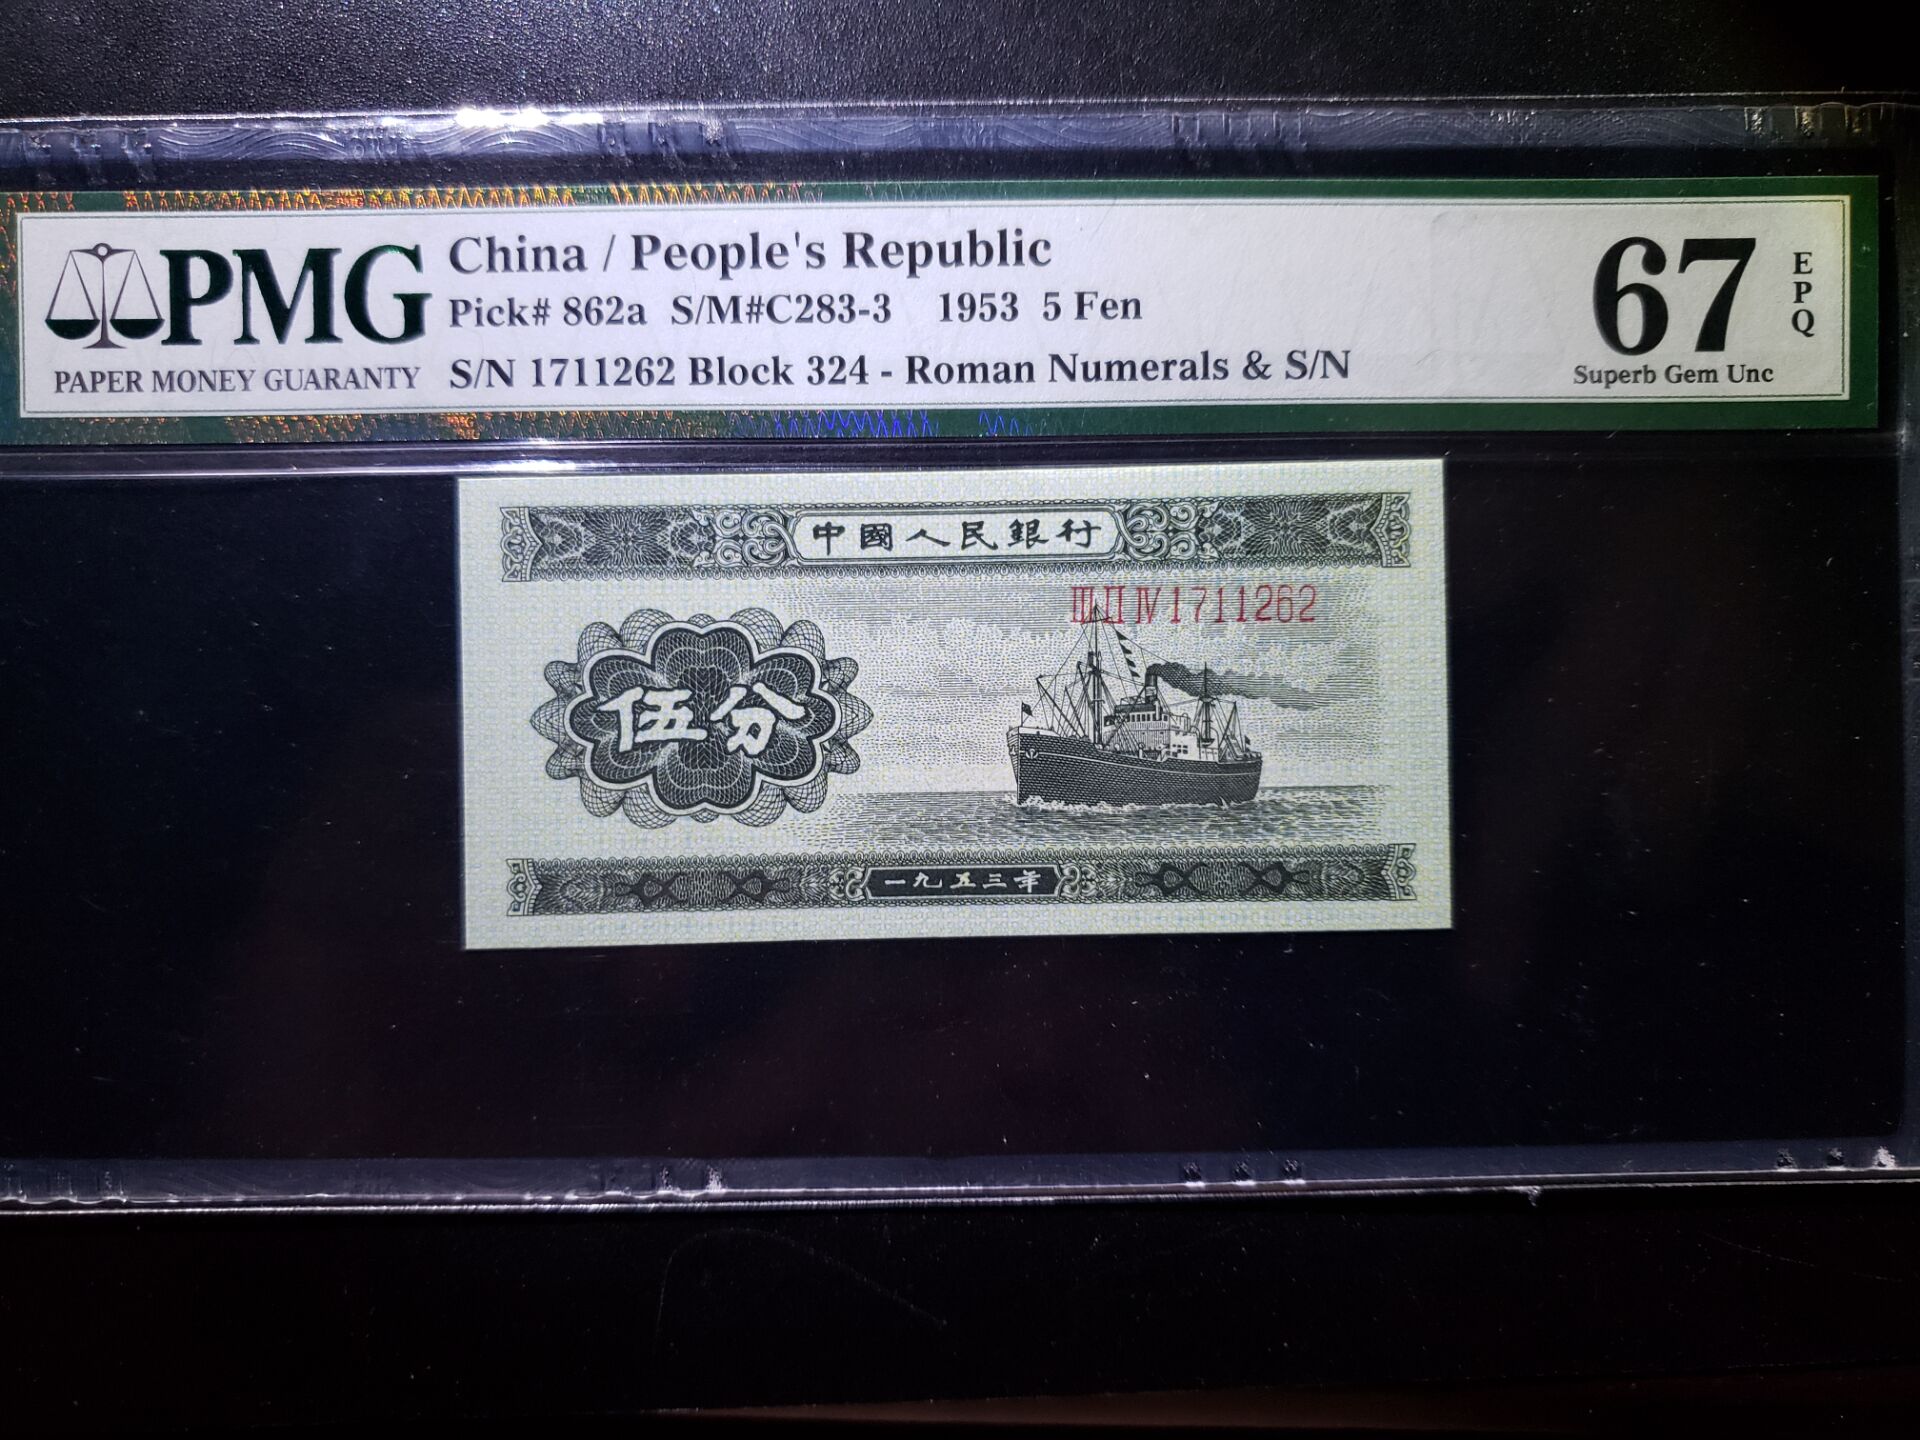 PMG
PAPER MONEY GUARANTY
China / People's Republic
Pick# 862a S/M#C283-3 1953 5 Fen
S/N 1711262 Block 324 - Roman Numerals & S/N
67
EPQ
Superb Gem Unc
中國人民銀行
ⅢⅡⅣ1711262
伍分
一九五三年